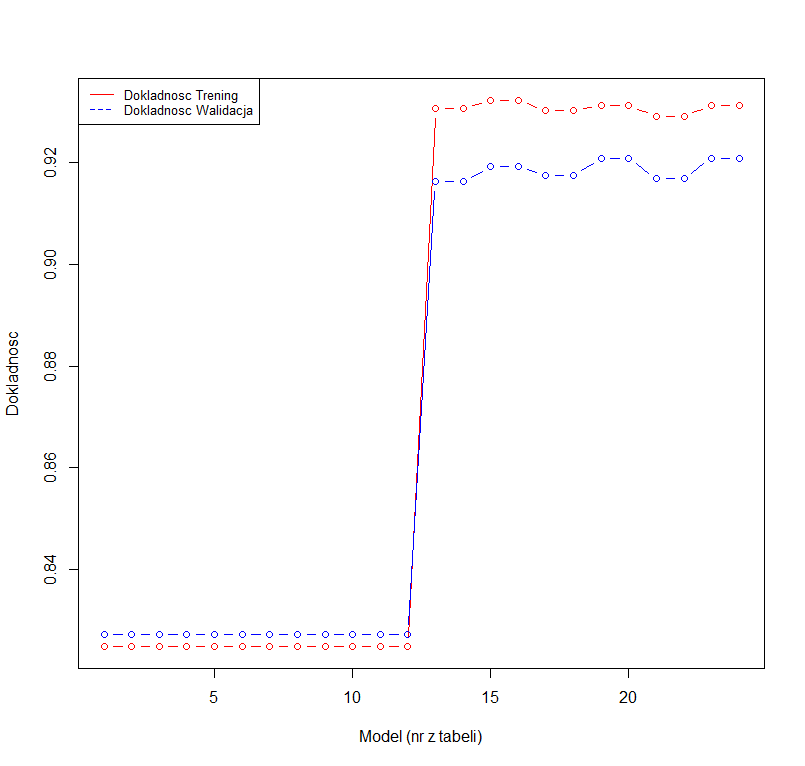 Dokladnosc Trening
Dokladnosc Walidacja
0.92
0.90
0.88
0.86
0.84
Dokladnosc
5 10 15 20
Model (nr z tabeli)